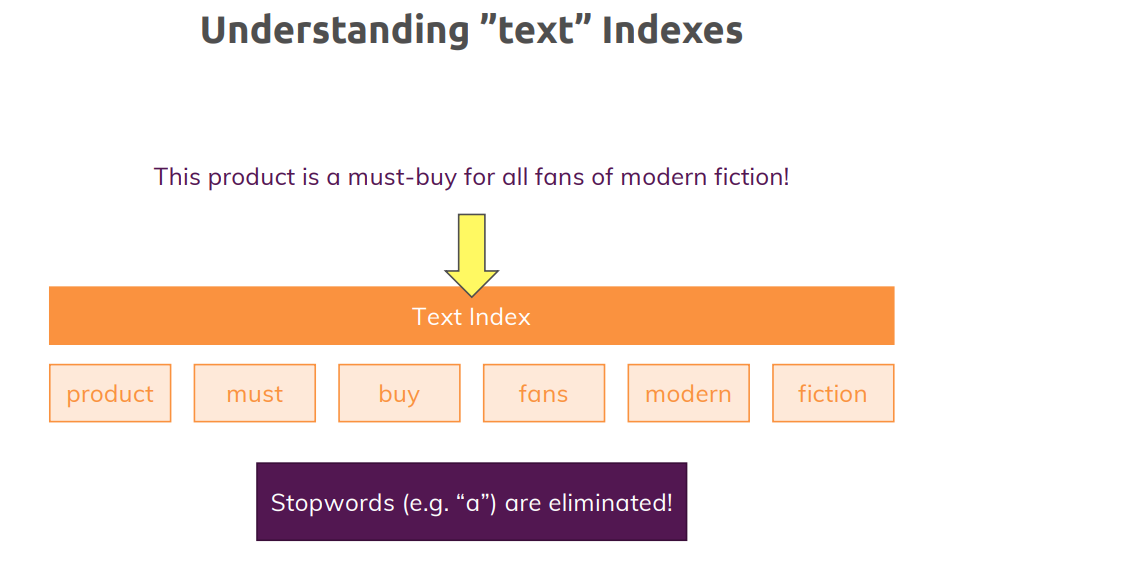 Understanding ”text” Indexes
This product is a must-buy for all fans of modern fiction!
Text Index
product must buy fans modern fiction
Stopwords (e.g. “a”) are eliminated!